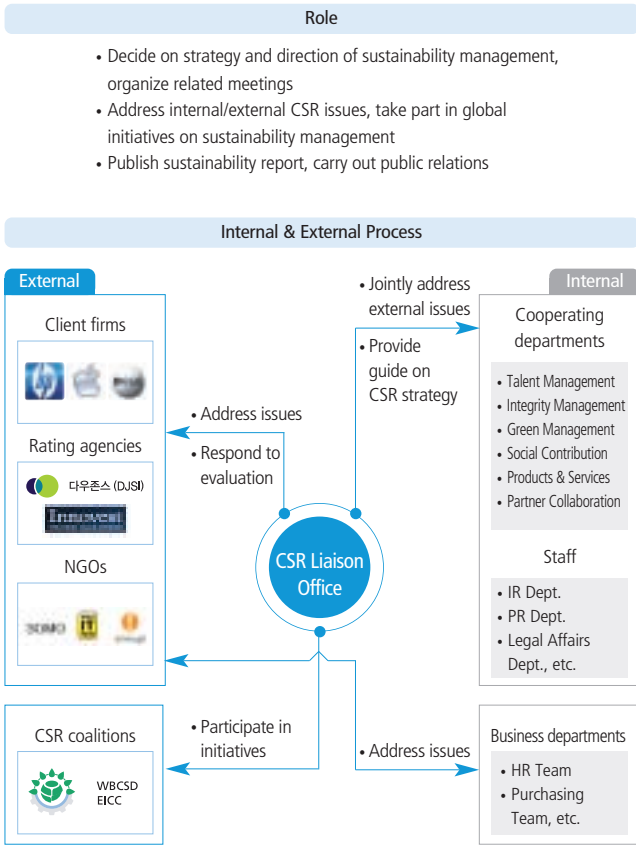 Role
• Decide on strategy and direction of sustainability management,
organize related meetings
• Address internal/external CSR issues, take part in global
initiatives on sustainability management
• Publish sustainability report, carry out public relations
Internal & External Process
External
Client firms
hp
Rating agencies
다우존스 (DJSI)
Innovest
NGOs
SOMO
• Address issues
• Respond to
evaluation
• Jointly address
external issues
• Provide
guide on
CSR strategy
CSR Liaison
Office
Internal
Cooperating
departments
• Talent Management
• Integrity Management
• Green Management
• Social Contribution
• Products & Services
• Partner Collaboration
Staff
• IR Dept.
• PR Dept.
• Legal Affairs
Dept., etc.
CSR coalitions
WBCSD
EICC
• Participate in
initiatives
• Address issues
Business departments
• HR Team
• Purchasing
Team, etc.